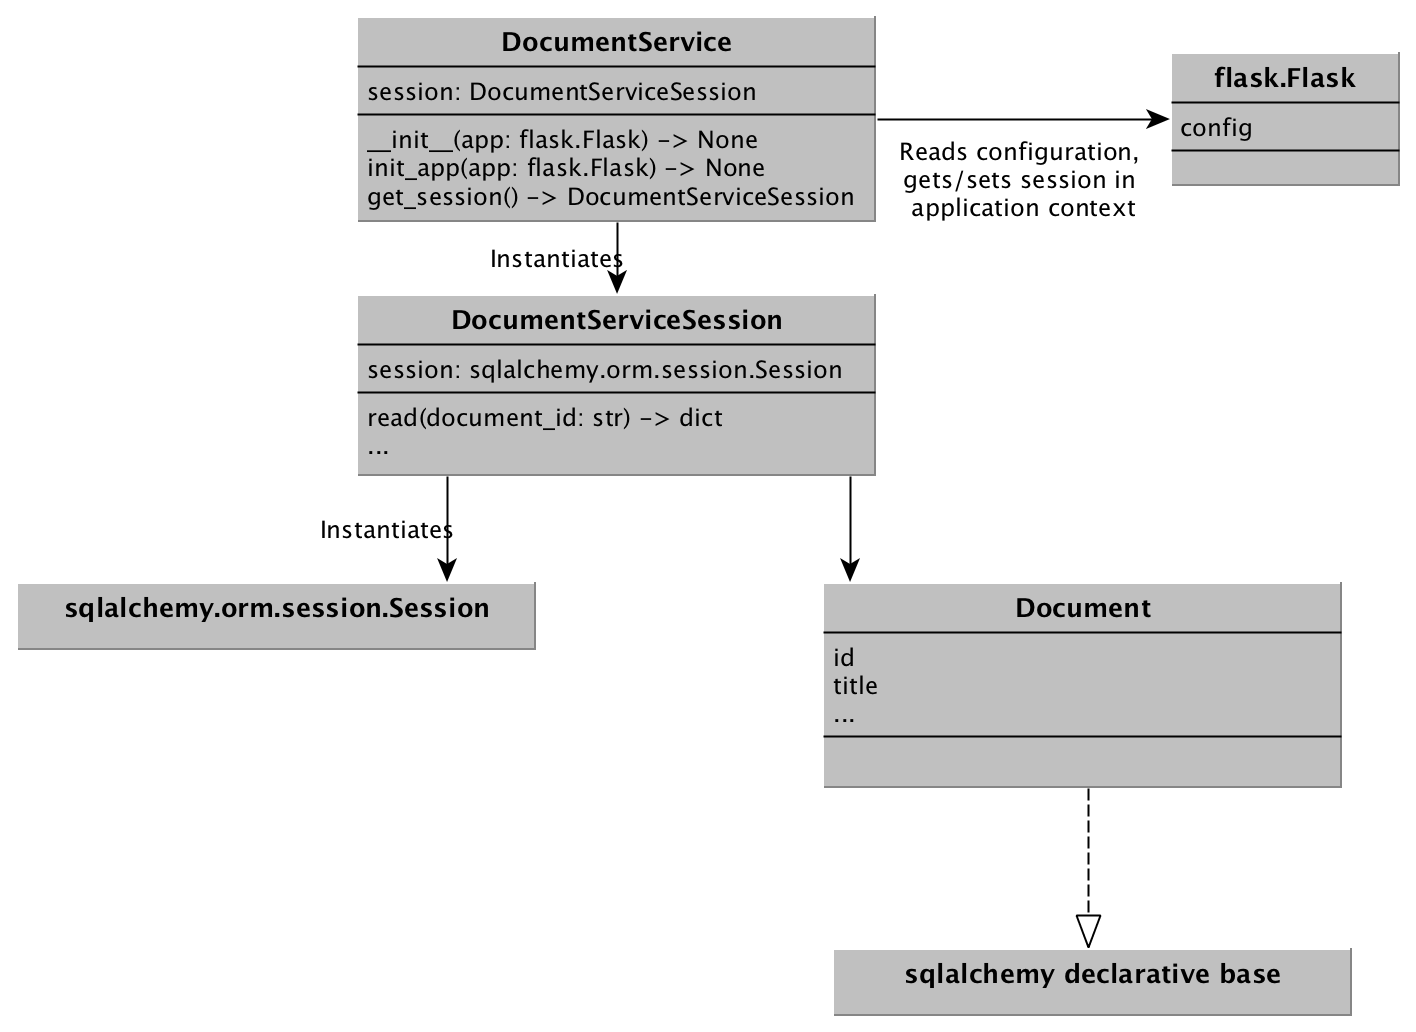 DocumentService
session: DocumentServiceSession
__init__(app: flask.Flask) -> None
init_app(app: flask.Flask) -> None
get_session() -> DocumentServiceSession
flask.Flask
config
Reads configuration,
gets/sets session in
application context
Instantiates
DocumentServiceSession
session: sqlalchemy.orm.session.Session
read(document_id: str) -> dict
...
Instantiates
sqlalchemy.orm.session.Session
Document
id
title
...
sqlalchemy declarative base